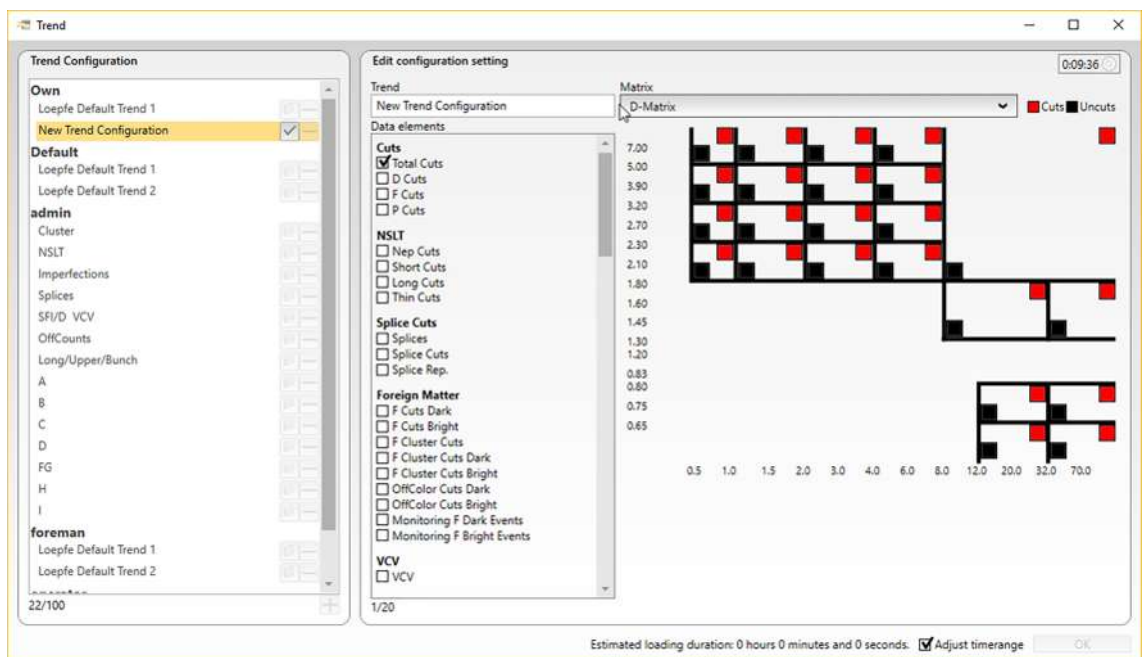 Trend
Trend Configuration
Own
Loepfe Default Trend 1
New Trend Configuration
Default
Loepfe Default Trend 1
Loepfe Default Trend 2
admin
Cluster
NSLT
Imperfections
Splices
SFI/D VCV
OffCounts
Long/Upper/Bunch
A
B
C
D
FG
H
I
foreman
Loepfe Default Trend 1
Loepfe Default Trend 2
22/100
Edit configuration setting
0:09:36
Trend
New Trend Configuration
Matrix
D-Matrix
Cuts Uncuts
Data elements
Cuts
Total Cuts
D Cuts
F Cuts
P Cuts
NSLT
Nep Cuts
Short Cuts
Long Cuts
Thin Cuts
Splice Cuts
Splices
Splice Cuts
Splice Rep.
Foreign Matter
F Cuts Dark
F Cuts Bright
F Cluster Cuts
F Cluster Cuts Dark
F Cluster Cuts Bright
OffColor Cuts Dark
OffColor Cuts Bright
Monitoring F Dark Events
Monitoring F Bright Events
VCV
VCV
1/20
7.00
5.00
3.90
3.20
2.70
2.30
2.10
1.80
1.60
1.45
1.30
1.20
0.83
0.80
0.75
0.65
0.5 1.0 1.5 2.0 3.0 4.0 6.0 8.0 12.0 20.0 32.0 70.0
Estimated loading duration: 0 hours 0 minutes and 0 seconds. Adjust timerange OK